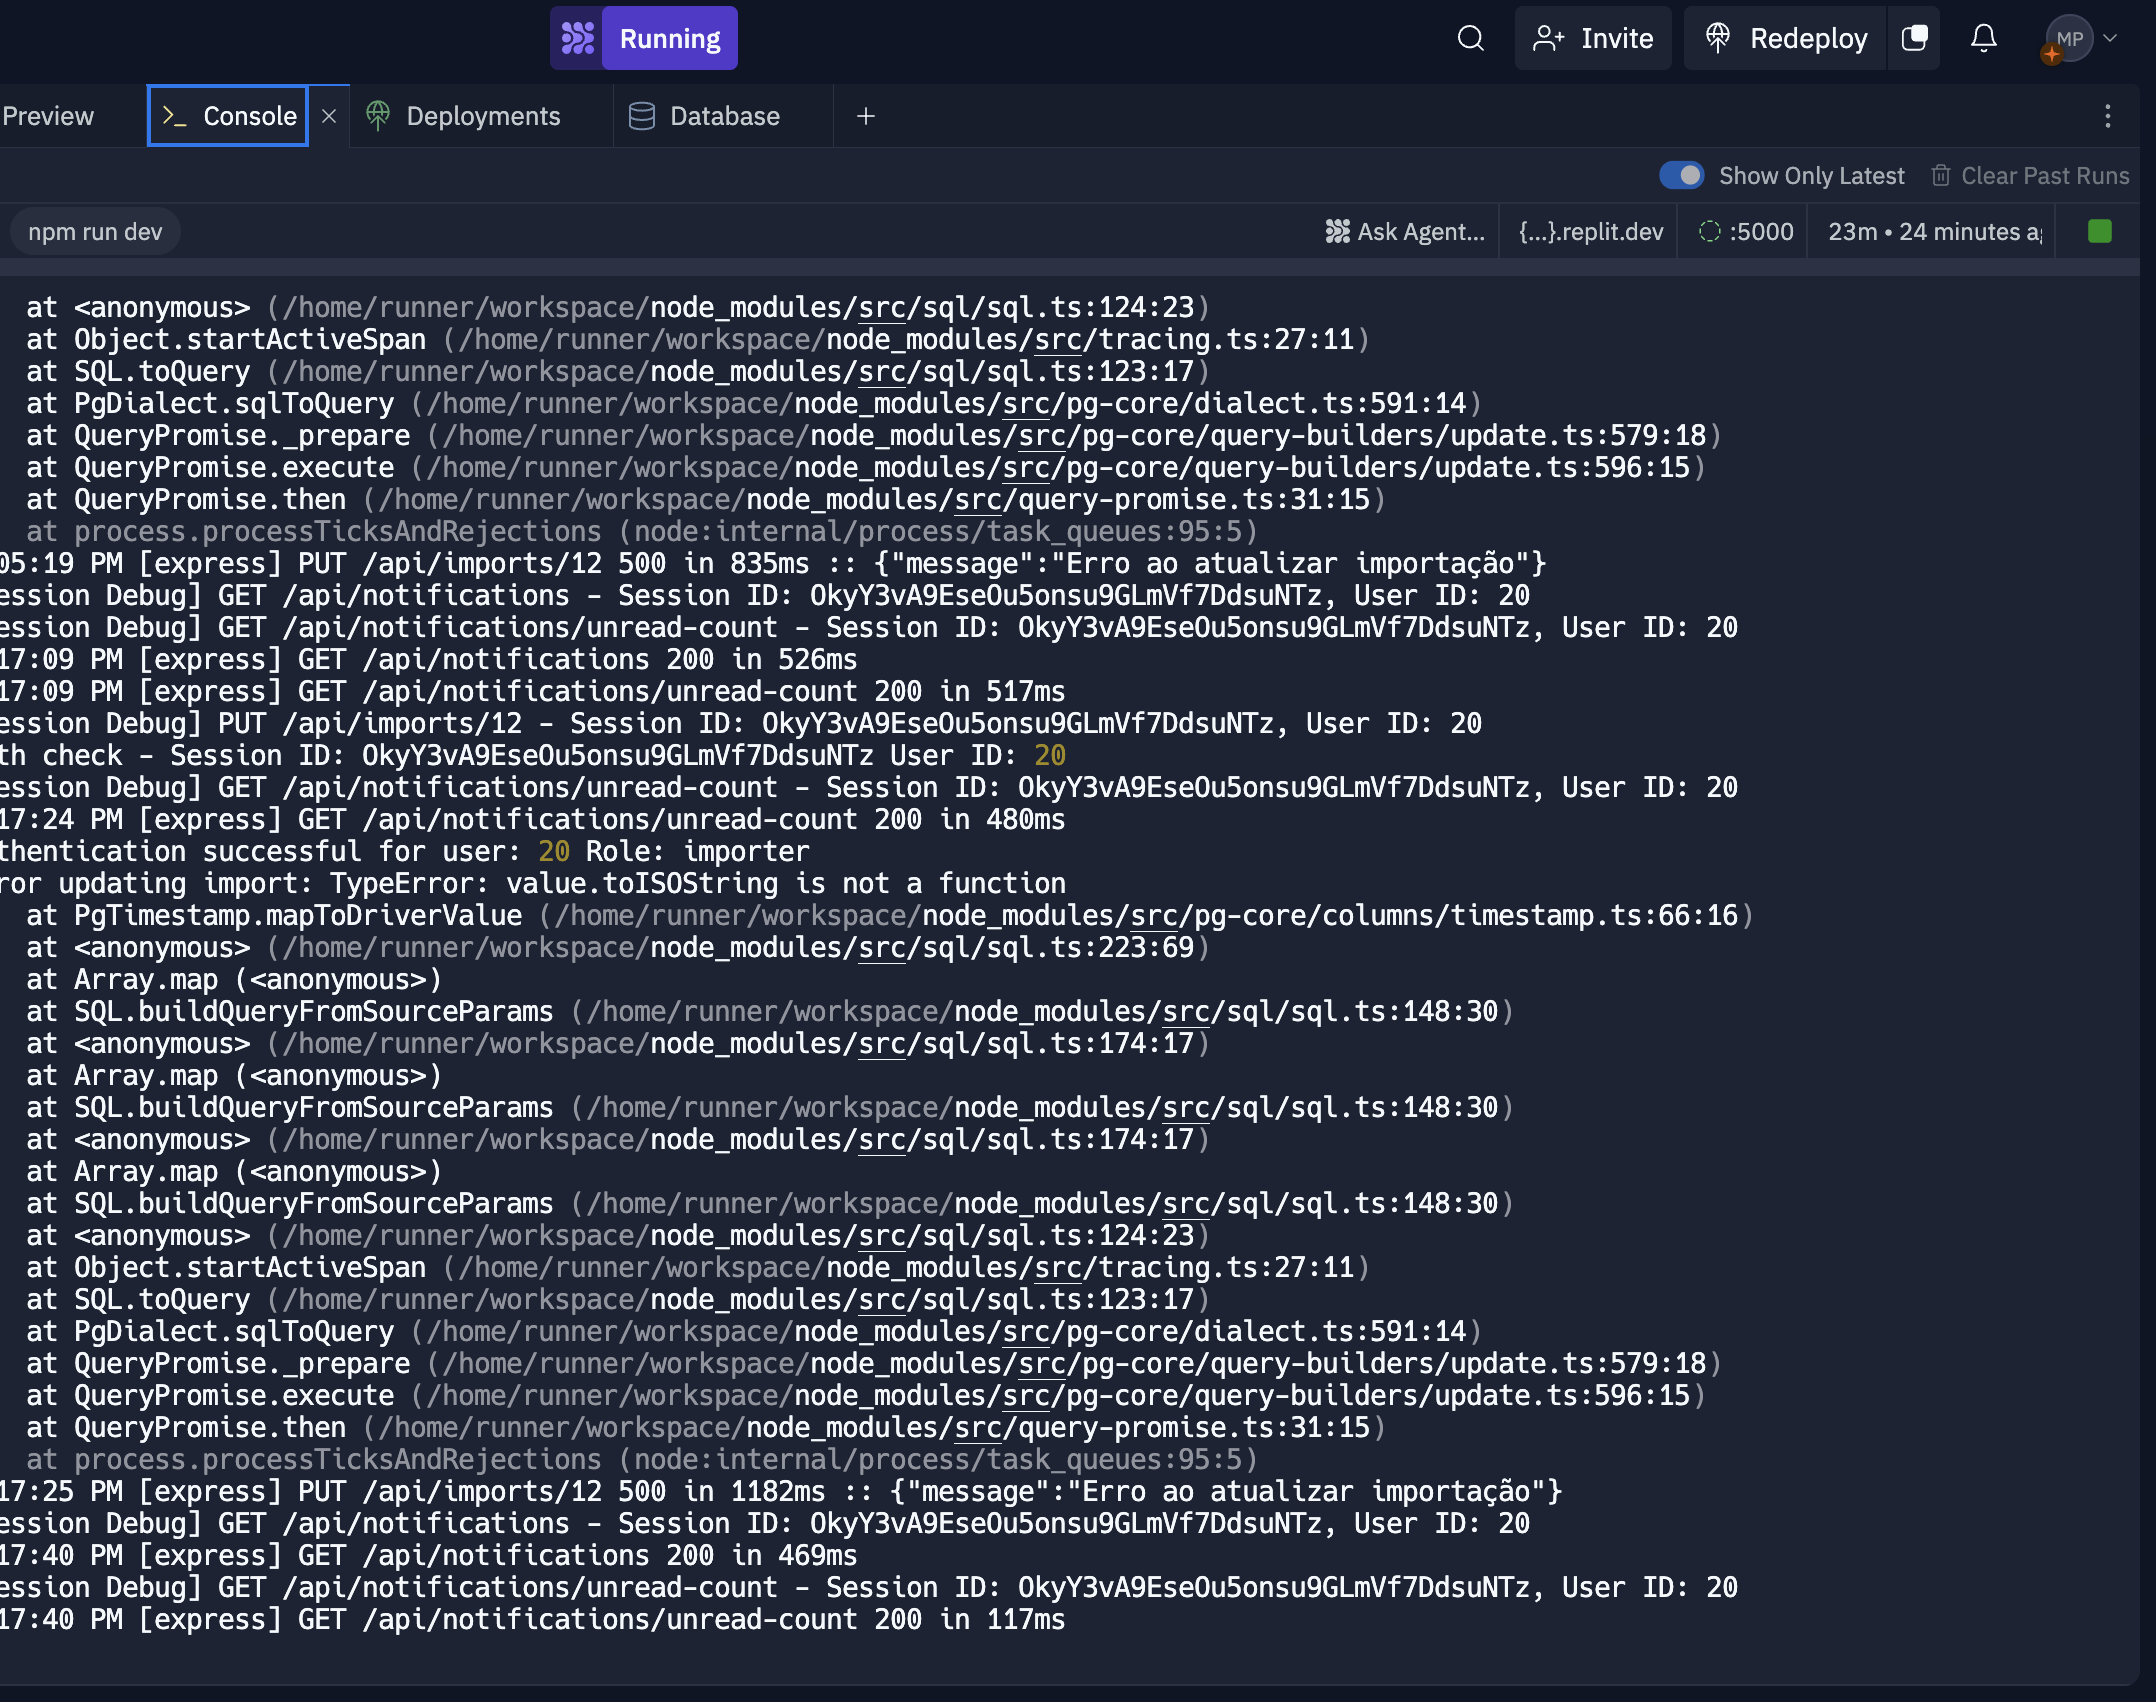 Running
Invite
Redeploy
MP
Preview
>_ Console
Deployments
Database
Show Only Latest
Clear Past Runs
npm run dev
Ask Agent...
{...}.replit.dev
:5000
23m • 24 minutes a
at <anonymous> (/home/runner/workspace/node_modules/src/sql/sql.ts:124:23)
at Object.startActiveSpan (/home/runner/workspace/node_modules/src/tracing.ts:27:11)
at SQL.toQuery (/home/runner/workspace/node_modules/src/sql/sql.ts:123:17)
at PgDialect.sqlToQuery (/home/runner/workspace/node_modules/src/pg-core/dialect.ts:591:14)
at QueryPromise._prepare (/home/runner/workspace/node_modules/src/pg-core/query-builders/update.ts:579:18)
at QueryPromise.execute (/home/runner/workspace/node_modules/src/pg-core/query-builders/update.ts:596:15)
at QueryPromise.then (/home/runner/workspace/node_modules/src/query-promise.ts:31:15)
at process.processTicksAndRejections (node:internal/process/task_queues:95:5)
05:19 PM [express] PUT /api/imports/12 500 in 835ms :: {"message":"Erro ao atualizar importação"}
ession Debug] GET /api/notifications - Session ID: OkyY3vA9EseOu5onsu9GLmVf7DdsuNTz, User ID: 20
ession Debug] GET /api/notifications/unread-count - Session ID: OkyY3vA9EseOu5onsu9GLmVf7DdsuNTz, User ID: 20
17:09 PM [express] GET /api/notifications 200 in 526ms
17:09 PM [express] GET /api/notifications/unread-count 200 in 517ms
ession Debug] PUT /api/imports/12 - Session ID: OkyY3vA9EseOu5onsu9GLmVf7DdsuNTz, User ID: 20
th check - Session ID: OkyY3vA9EseOu5onsu9GLmVf7DdsuNTz User ID: 20
ession Debug] GET /api/notifications/unread-count - Session ID: OkyY3vA9EseOu5onsu9GLmVf7DdsuNTz, User ID: 20
17:24 PM [express] GET /api/notifications/unread-count 200 in 480ms
thentication successful for user: 20 Role: importer
ror updating import: TypeError: value.toISOString is not a function
at PgTimestamp.mapToDriverValue (/home/runner/workspace/node_modules/src/pg-core/columns/timestamp.ts:66:16)
at <anonymous> (/home/runner/workspace/node_modules/src/sql/sql.ts:223:69)
at Array.map (<anonymous>)
at SQL.buildQueryFromSourceParams (/home/runner/workspace/node_modules/src/sql/sql.ts:148:30)
at <anonymous> (/home/runner/workspace/node_modules/src/sql/sql.ts:174:17)
at Array.map (<anonymous>)
at SQL.buildQueryFromSourceParams (/home/runner/workspace/node_modules/src/sql/sql.ts:148:30)
at <anonymous> (/home/runner/workspace/node_modules/src/sql/sql.ts:174:17)
at Array.map (<anonymous>)
at SQL.buildQueryFromSourceParams (/home/runner/workspace/node_modules/src/sql/sql.ts:148:30)
at <anonymous> (/home/runner/workspace/node_modules/src/sql/sql.ts:124:23)
at Object.startActiveSpan (/home/runner/workspace/node_modules/src/tracing.ts:27:11)
at SQL.toQuery (/home/runner/workspace/node_modules/src/sql/sql.ts:123:17)
at PgDialect.sqlToQuery (/home/runner/workspace/node_modules/src/pg-core/dialect.ts:591:14)
at QueryPromise._prepare (/home/runner/workspace/node_modules/src/pg-core/query-builders/update.ts:579:18)
at QueryPromise.execute (/home/runner/workspace/node_modules/src/pg-core/query-builders/update.ts:596:15)
at QueryPromise.then (/home/runner/workspace/node_modules/src/query-promise.ts:31:15)
at process.processTicksAndRejections (node:internal/process/task_queues:95:5)
17:25 PM [express] PUT /api/imports/12 500 in 1182ms :: {"message":"Erro ao atualizar importação"}
ession Debug] GET /api/notifications - Session ID: OkyY3vA9EseOu5onsu9GLmVf7DdsuNTz, User ID: 20
17:40 PM [express] GET /api/notifications 200 in 469ms
ession Debug] GET /api/notifications/unread-count - Session ID: OkyY3vA9EseOu5onsu9GLmVf7DdsuNTz, User ID: 20
17:40 PM [express] GET /api/notifications/unread-count 200 in 117ms